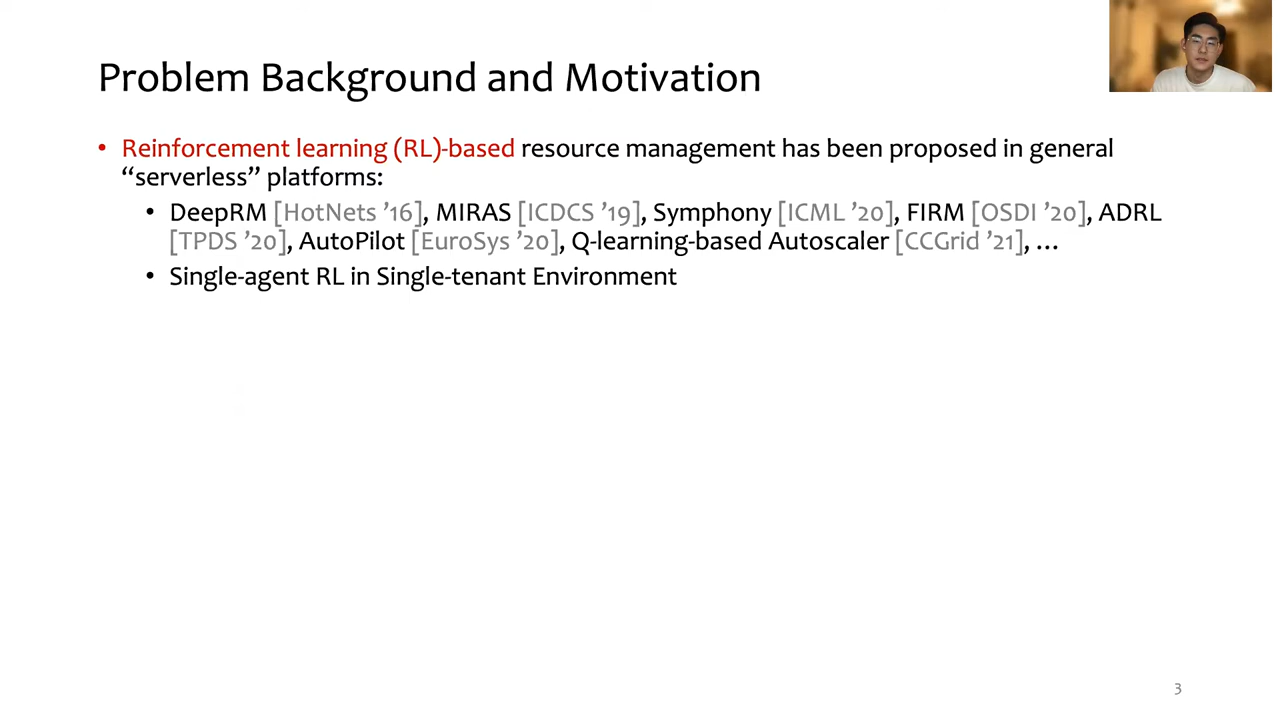 Problem Background and Motivation
• Reinforcement learning (RL)-based resource management has been proposed in general
“serverless” platforms:
• DeepRM [HotNets ’16], MIRAS [ICDCS ’19], Symphony [ICML ’20], FIRM [OSDI ’20], ADRL
[TPDS ’20], AutoPilot [EuroSys ’20], Q-learning-based Autoscaler [CCGrid ’21], …
• Single-agent RL in Single-tenant Environment
3